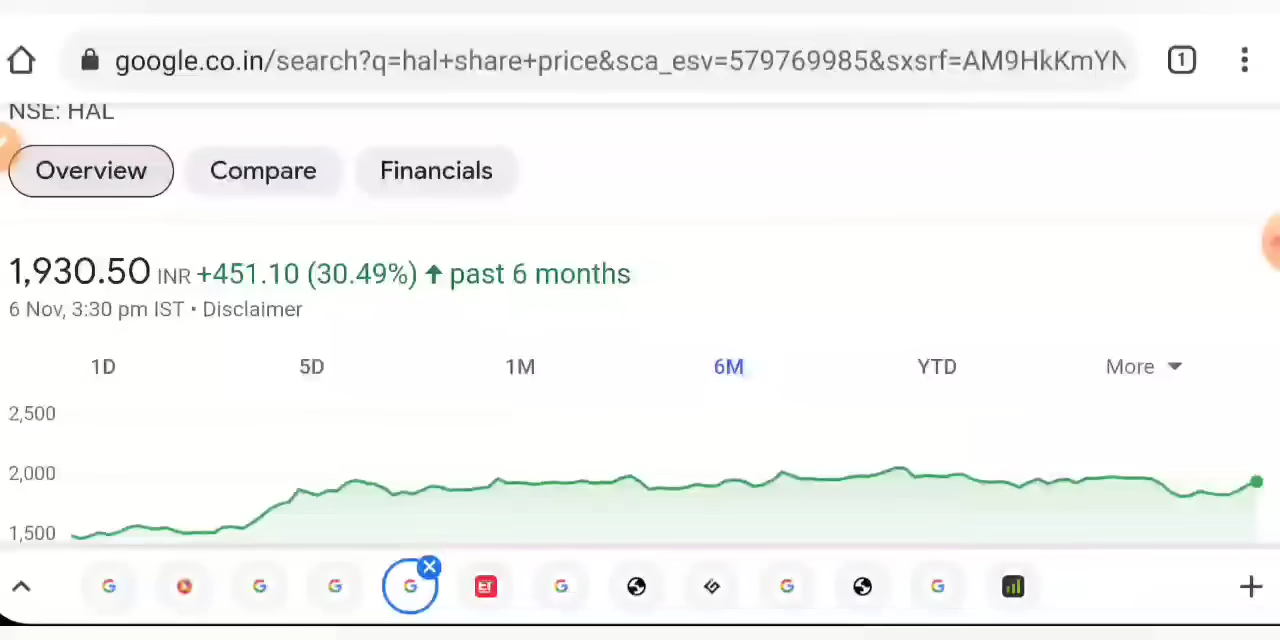 google.co.in/search?q=hal+share+price&sca_esv=579769985&sxsrf=AM9HkKmYN
1
NSE: HAL
Overview Compare Financials
1,930.50 INR +451.10 (30.49%) ↑ past 6 months
6 Nov, 3:30 pm IST • Disclaimer
1D 5D 1M 6M YTD More
2,500
2,000
1,500
ET